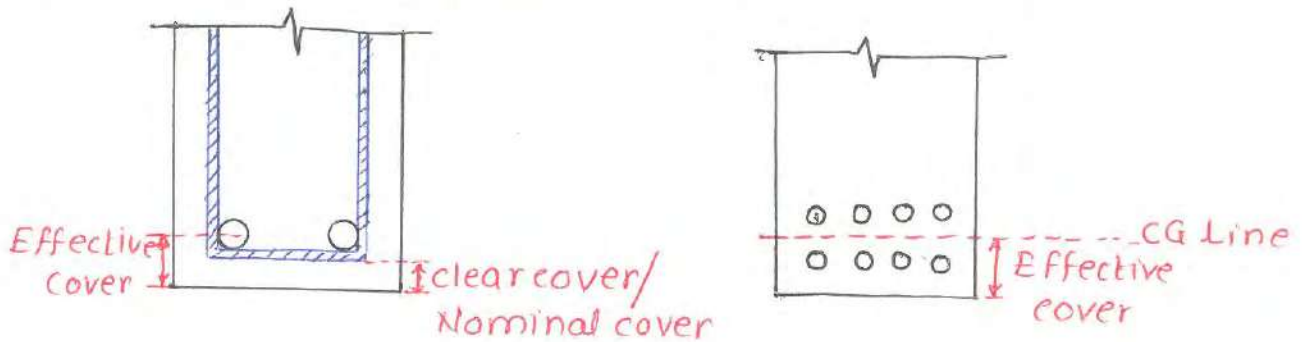 Effective
Cover
clear cover/
Nominal cover
CG Line
Effective
cover